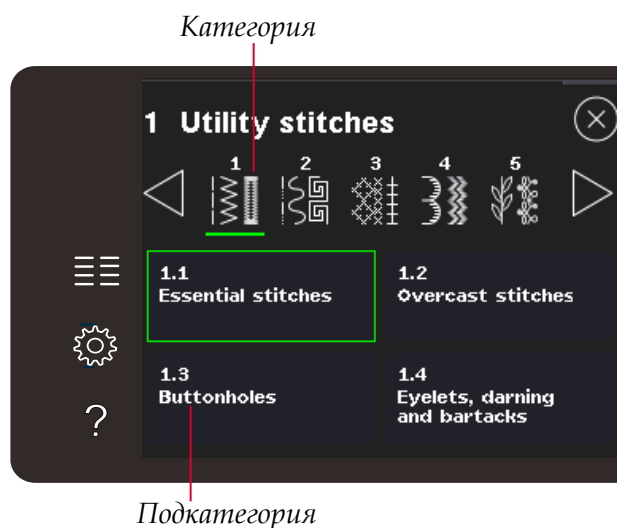 Категория
1 Utility stitches
1 2 3 4 5
1.1
Essential stitches
1.2
Overcast stitches
1.3
Buttonholes
1.4
Eyelets, darning
and bartacks
?
Подкатегория